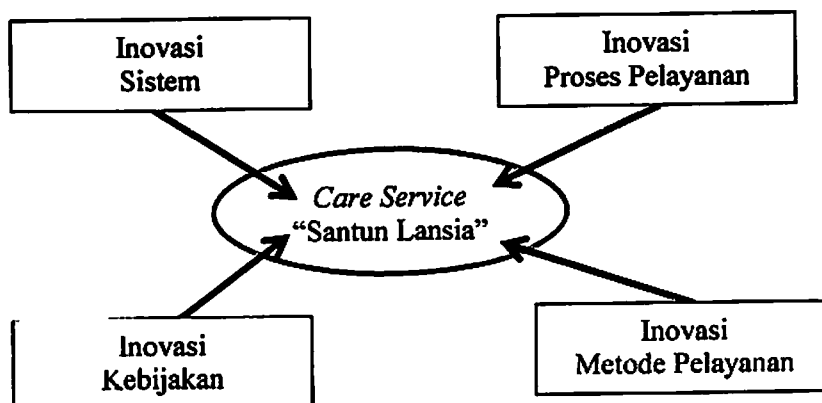 Inovasi
Sistem
Inovasi
Proses Pelayanan
Care Service
“Santun Lansia”
Inovasi
Kebijakan
Inovasi
Metode Pelayanan